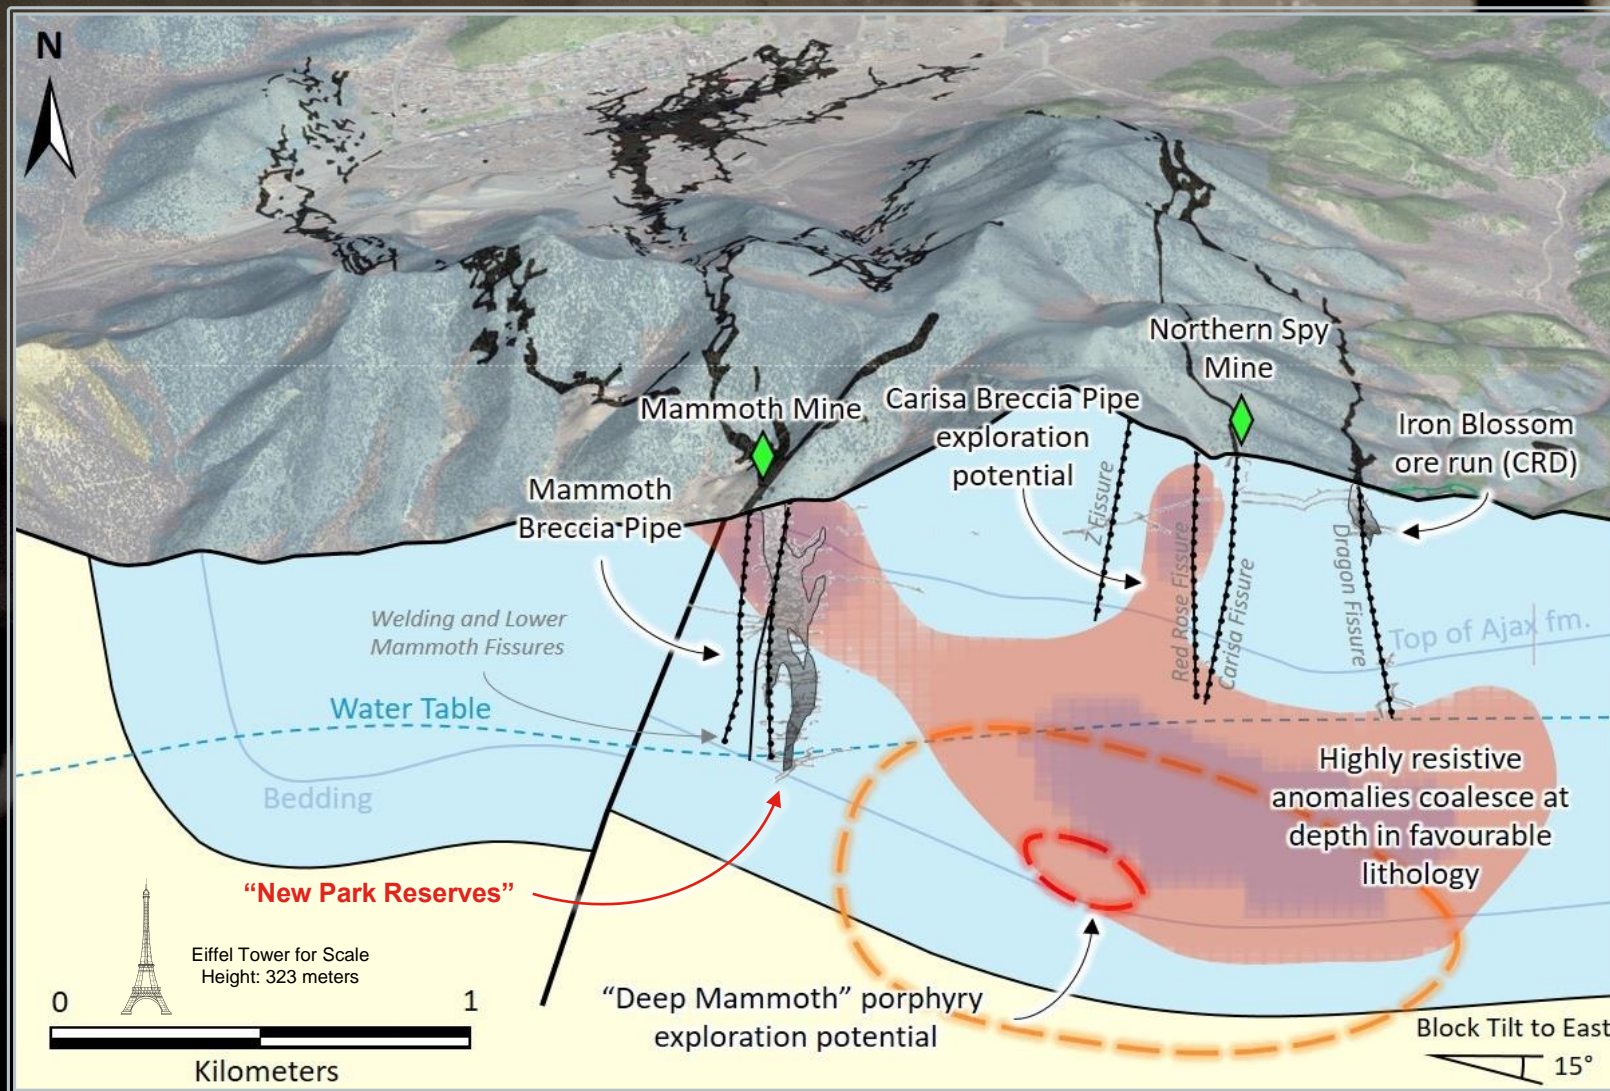 N
Northern Spy
Mine
Mammoth Mine
Carisa Breccia Pipe
exploration
potential
Iron Blossom
ore run (CRD)
Mammoth
Breccia Pipe
Z Fissure
Red Rose Fissure
Carisa Fissure
Dragon Fissure
Welding and Lower
Mammoth Fissures
Top of Ajax fm.
Water Table
Bedding
Highly resistive
anomalies coalesce at
depth in favourable
lithology
“New Park Reserves”
Eiffel Tower for Scale
Height: 323 meters
0 1
Kilometers
“Deep Mammoth” porphyry
exploration potential
Block Tilt to East
15°